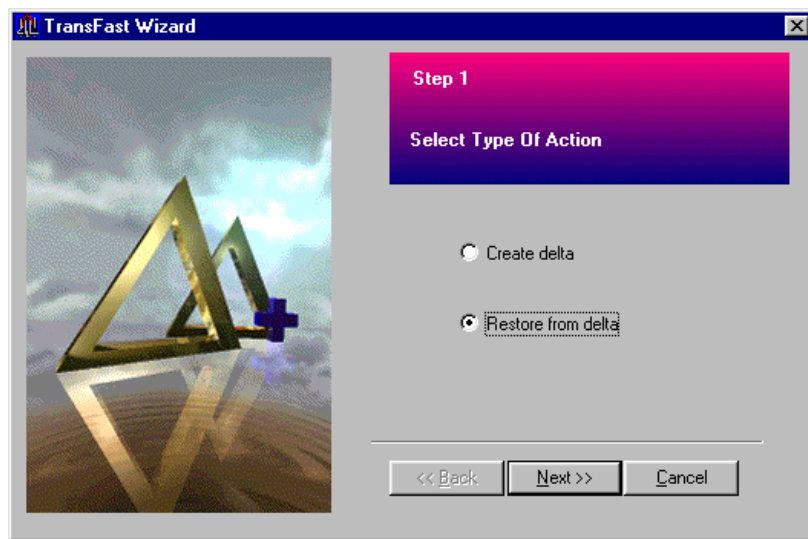 TransFast Wizard
Step 1
Select Type Of Action
Create delta
Restore from delta
<< Back
Next >>
Cancel